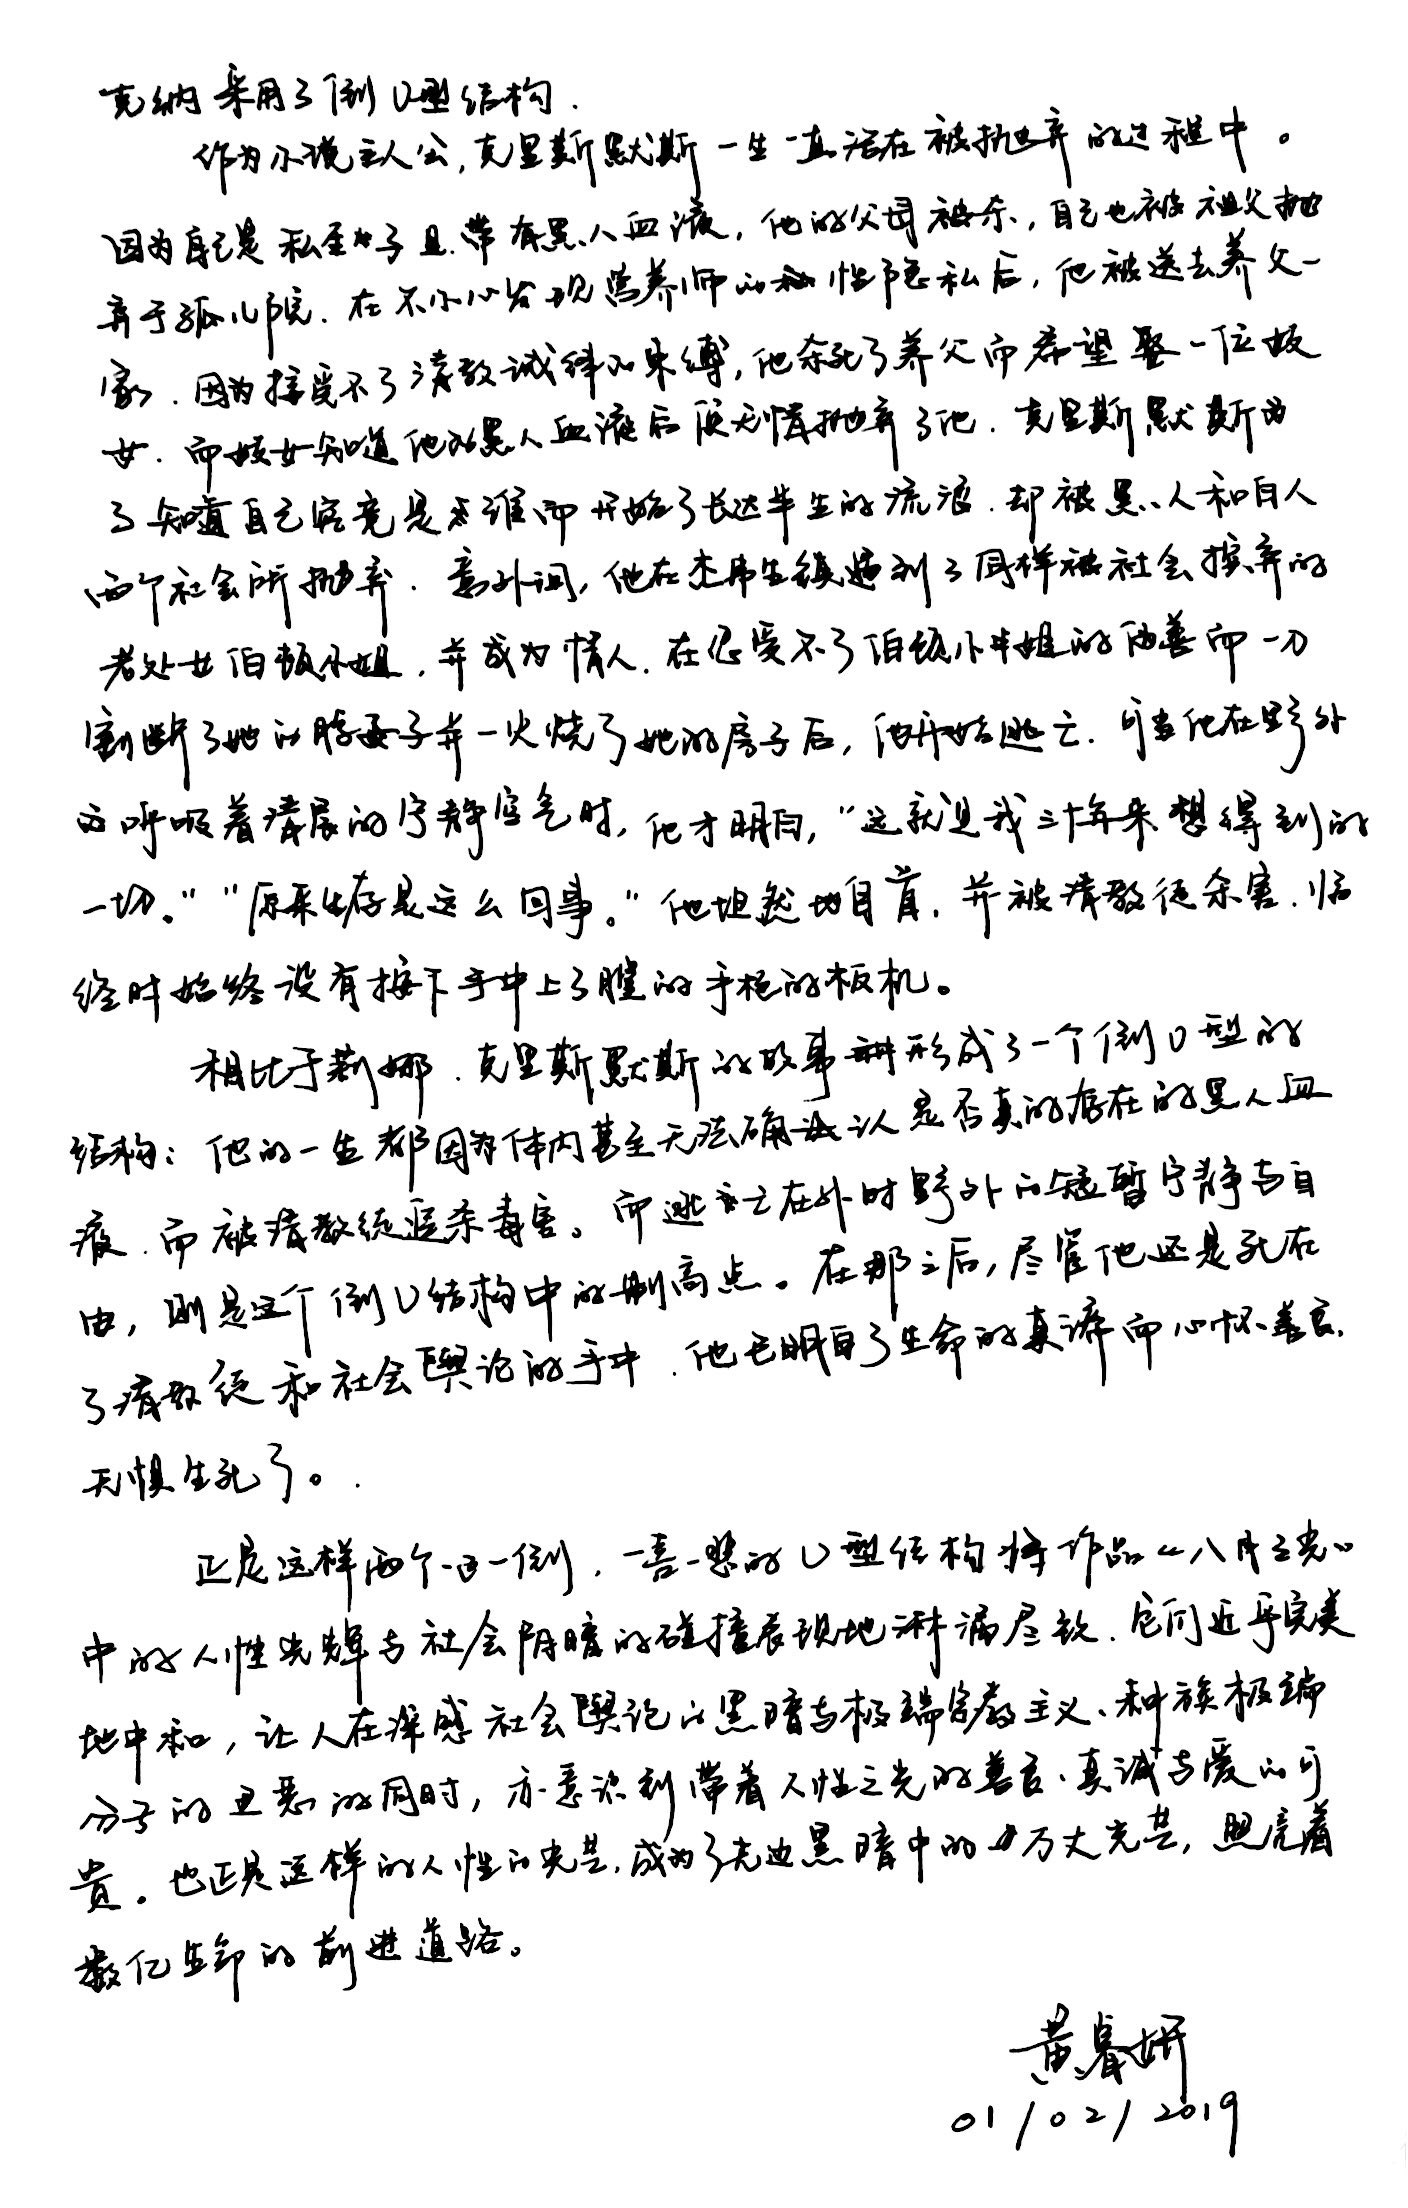 克纳采用了倒U型结构.
作为小说主人公,克里斯默斯一生一直活在被抛弃的过程中。
因为自己是私生子且带有黑人血液,他的父母被杀,自己也被祖父抛
弃于孤儿院.在不小心发现营养师的性隐私后,他被送去养父一
家.因为接受不了清教诫律的束缚,他杀死了养父而希望娶一位妓
女.而妓女知道他的黑人血液后便无情抛弃了他.克里斯默斯为
了知道自己究竟是谁而开始了长达半生的流浪.却被黑人和白人
两个社会所抛弃.意外间,他在杰弗生镇遇到了同样被社会摈弃的
老处女伯顿小姐,并成为情人.在忍受不了伯顿小姐的伪善而一刀
割断了她的脖子并一火烧了她的房子后,他开始逃亡.可当他在野外
呼吸着清晨的宁静空气时,他才明白,“这就是我三十年来想得到的
一切。”“原来生存是这么回事。”他坦然地自首,并被清教徒杀害.临
终时始终没有按下手中上了膛的手枪的板机。
相比于莉娜,克里斯默斯的故事形成了一个倒U型的
结构:他的一生都因为体内甚至无法确认是否真的存在的黑人血
液.而被清教徒追杀毒害。而逃亡在外时野外的短暂宁静与自
由,则是这个倒U结构中的制高点。在那之后,尽管他还是死在
了清教徒和社会舆论的手中.他已明白了生命的真谛而心怀善良,
无惧生死了。
正是这样两个一正一倒,一喜一悲的U型结构将作品《八月之光》
中的人性光辉与社会阴暗的碰撞表现地淋漓尽致.它们近乎完美
地中和,让人在深感社会舆论的黑暗与极端宗教主义、种族极端
分子的丑恶的同时,亦意识到带着人性之光的善良、真诚与爱的可
贵。也正是这样的人性的光芒,成为了无边黑暗中的万丈光芒,照亮着
数亿生命的前进道路。
黄睿妍
01/02/2019